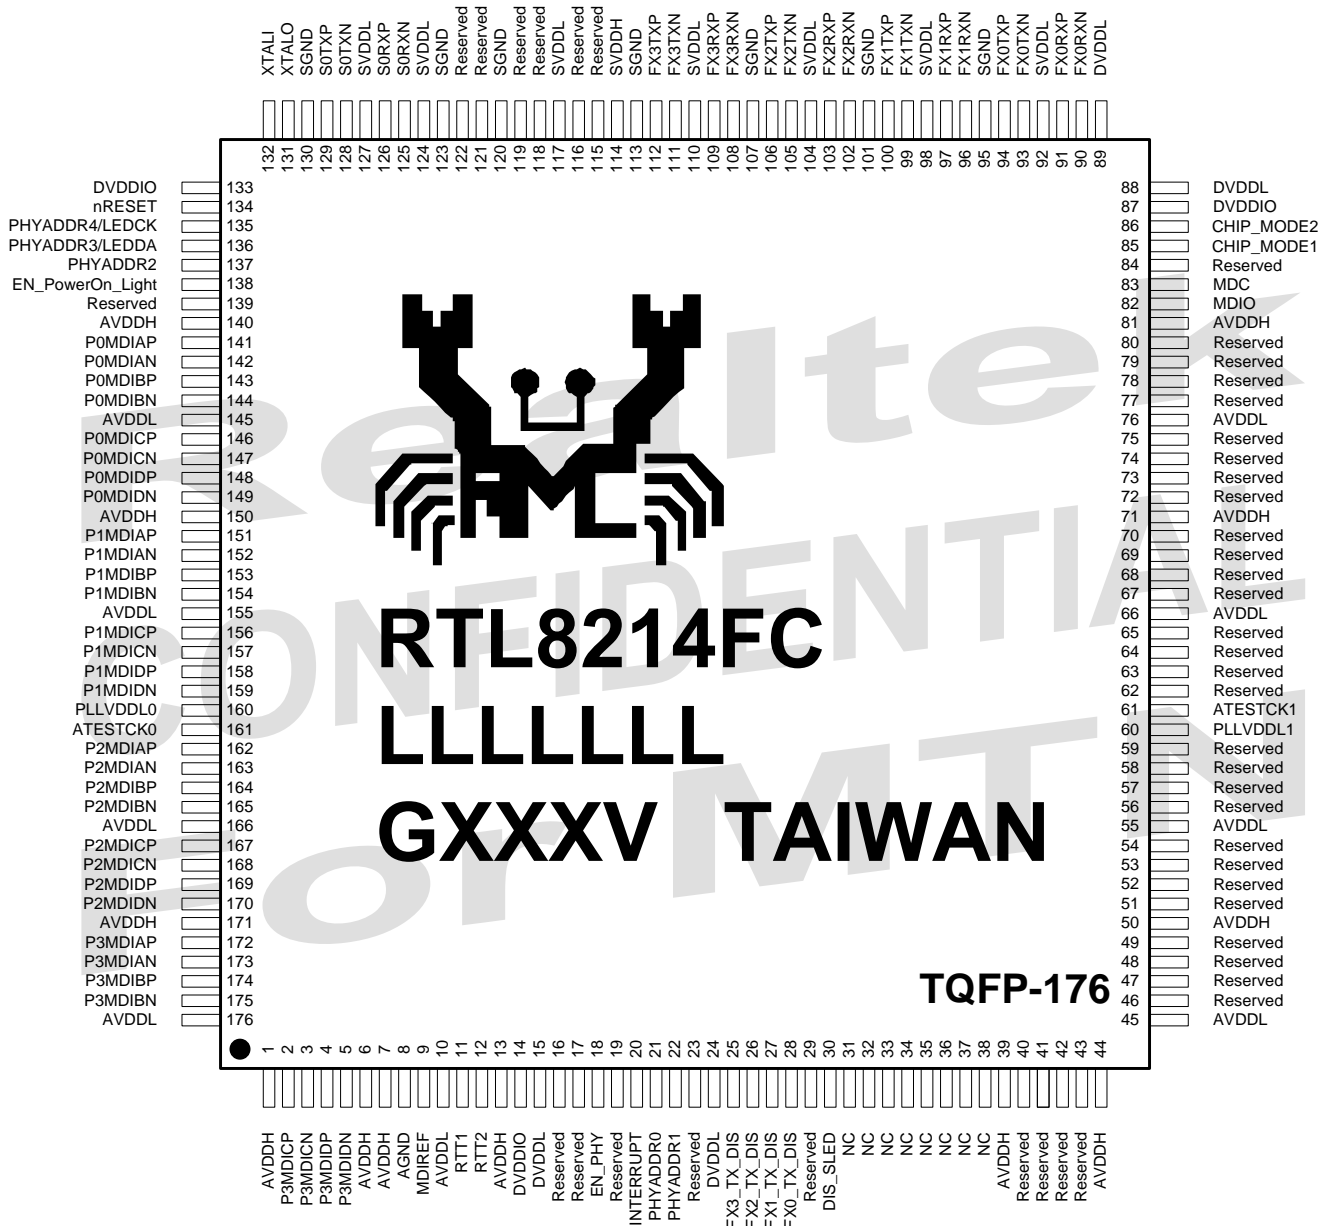 XTALI XTALO SGND S0TXP S0TXN SVDDL S0RXP S0RXN SVDDL SGND Reserved Reserved SGND Reserved Reserved SVDDL Reserved Reserved SVDDH SGND FX3TXP FX3TXN SVDDL FX3RXP FX3RXN SGND FX2TXP FX2TXN SVDDL FX2RXP FX2RXN SGND FX1TXP FX1TXN SVDDL FX1RXP FX1RXN SGND FX0TXP FX0TXN SVDDL FX0RXP FX0RXN DVDDL
132 131 130 129 128 127 126 125 124 123 122 121 120 119 118 117 116 115 114 113 112 111 110 109 108 107 106 105 104 103 102 101 100 99 98 97 96 95 94 93 92 91 90 89
DVDDIO 133 88 DVDDL
nRESET 134 87 DVDDIO
PHYADDR4/LEDCK 135 86 CHIP_MODE2
PHYADDR3/LEDDA 136 85 CHIP_MODE1
PHYADDR2 137 84 Reserved
EN_PowerOn_Light 138 83 MDC
Reserved 139 82 MDIO
AVDDH 140 81 AVDDH
P0MDIAP 141 80 Reserved
P0MDIAN 142 79 Reserved
P0MDIBP 143 78 Reserved
P0MDIBN 144 77 Reserved
AVDDL 145 76 AVDDL
P0MDICP 146 75 Reserved
P0MDICN 147 74 Reserved
P0MDIDP 148 73 Reserved
P0MDIDN 149 72 Reserved
AVDDH 150 71 AVDDH
P1MDIAP 151 70 Reserved
P1MDIAN 152 69 Reserved
P1MDIBP 153 68 Reserved
P1MDIBN 154 67 Reserved
AVDDL 155 66 AVDDL
P1MDICP 156 65 Reserved
P1MDICN 157 64 Reserved
P1MDIDP 158 63 Reserved
P1MDIDN 159 62 Reserved
PLLVDDL0 160 61 ATESTCK1
ATESTCK0 161 60 PLLVDDL1
P2MDIAP 162 59 Reserved
P2MDIAN 163 58 Reserved
P2MDIBP 164 57 Reserved
P2MDIBN 165 56 Reserved
AVDDL 166 55 AVDDL
P2MDICP 167 54 Reserved
P2MDICN 168 53 Reserved
P2MDIDP 169 52 Reserved
P2MDIDN 170 51 Reserved
AVDDH 171 50 AVDDH
P3MDIAP 172 49 Reserved
P3MDIAN 173 48 Reserved
P3MDIBP 174 47 Reserved
P3MDIBN 175 46 Reserved
AVDDL 176 45 AVDDL
Realtek
CONFIDENTIAL
For MTN
RTL8214FC
LLLLLLL
GXXXV TAIWAN
TQFP-176
1 2 3 4 5 6 7 8 9 10 11 12 13 14 15 16 17 18 19 20 21 22 23 24 25 26 27 28 29 30 31 32 33 34 35 36 37 38 39 40 41 42 43 44
AVDDH P3MDICP P3MDICN P3MDIDP P3MDIDN AVDDH AVDDH AGND MDIREF AVDDL RTT1 RTT2 AVDDH DVDDIO DVDDL Reserved Reserved EN_PHY Reserved INTERRUPT PHYADDR0 PHYADDR1 Reserved DVDDL FX3_TX_DIS FX2_TX_DIS FX1_TX_DIS FX0_TX_DIS Reserved DIS_SLED NC NC NC NC NC NC NC NC AVDDH Reserved Reserved Reserved Reserved AVDDH